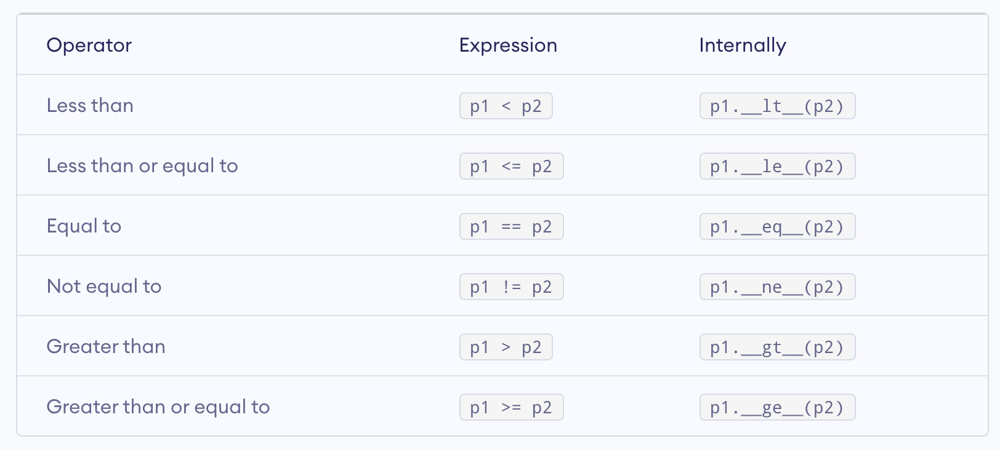 Operator Expression Internally
Less than p1 < p2 p1.__lt__(p2)
Less than or equal to p1 <= p2 p1.__le__(p2)
Equal to p1 == p2 p1.__eq__(p2)
Not equal to p1 != p2 p1.__ne__(p2)
Greater than p1 > p2 p1.__gt__(p2)
Greater than or equal to p1 >= p2 p1.__ge__(p2)